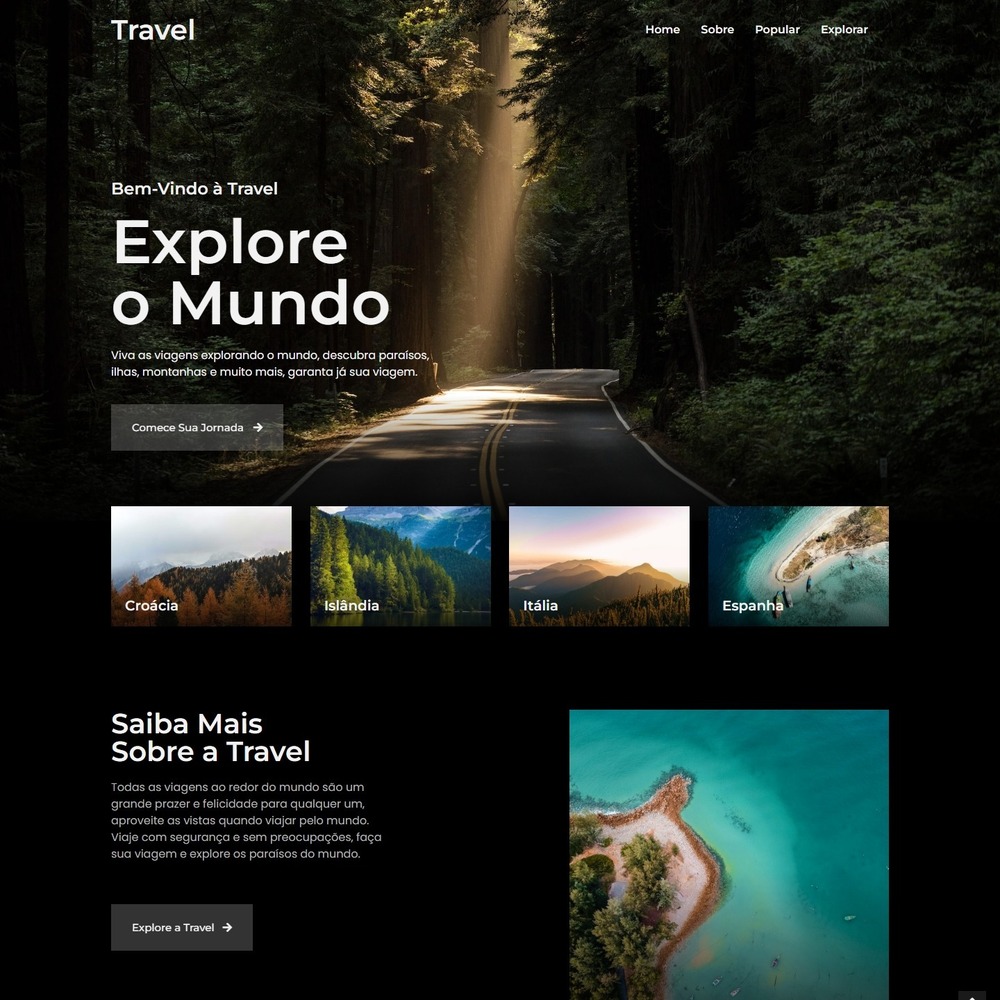 Travel
Home Sobre Popular Explorar
Bem-Vindo à Travel
Explore
o Mundo
Viva as viagens explorando o mundo, descubra paraísos,
ilhas, montanhas e muito mais, garanta já sua viagem.
Comece Sua Jornada
Croácia
Islândia
Itália
Espanha
Saiba Mais
Sobre a Travel
Todas as viagens ao redor do mundo são um
grande prazer e felicidade para qualquer um,
aproveite as vistas quando viajar pelo mundo.
Viaje com segurança e sem preocupações, faça
sua viagem e explore os paraísos do mundo.
Explore a Travel